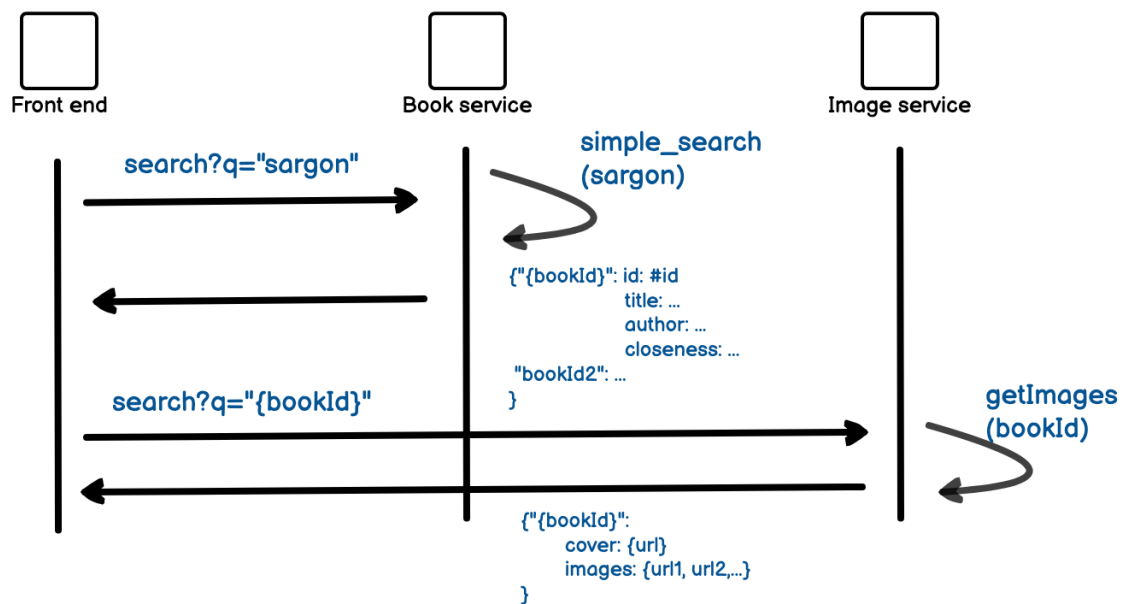 Front end
Book service
Image service
search?q="sargon"
simple_search
(sargon)
{"{bookId}": id: #id
title: ...
author: ...
closeness: ...
"bookId2": ...
}
search?q="{bookId}"
getImages
(bookId)
{"{bookId}":
cover: {url}
images: {url1, url2,...}
}